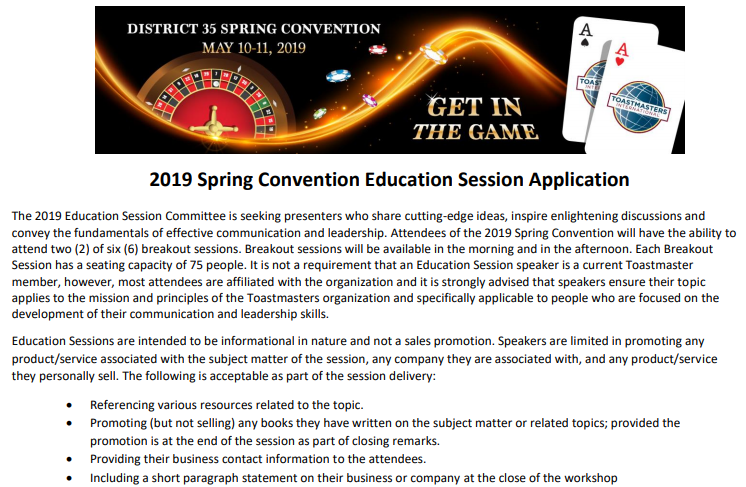 DISTRICT 35 SPRING CONVENTION
MAY 10-11, 2019
GET IN
THE GAME
A
A
TOASTMASTERS
INTERNATIONAL
2019 Spring Convention Education Session Application
The 2019 Education Session Committee is seeking presenters who share cutting-edge ideas, inspire enlightening discussions and
convey the fundamentals of effective communication and leadership. Attendees of the 2019 Spring Convention will have the ability to
attend two (2) of six (6) breakout sessions. Breakout sessions will be available in the morning and in the afternoon. Each Breakout
Session has a seating capacity of 75 people. It is not a requirement that an Education Session speaker is a current Toastmaster
member, however, most attendees are affiliated with the organization and it is strongly advised that speakers ensure their topic
applies to the mission and principles of the Toastmasters organization and specifically applicable to people who are focused on the
development of their communication and leadership skills.
Education Sessions are intended to be informational in nature and not a sales promotion. Speakers are limited in promoting any
product/service associated with the subject matter of the session, any company they are associated with, and any product/service
they personally sell. The following is acceptable as part of the session delivery:
• Referencing various resources related to the topic.
• Promoting (but not selling) any books they have written on the subject matter or related topics; provided the
promotion is at the end of the session as part of closing remarks.
• Providing their business contact information to the attendees.
• Including a short paragraph statement on their business or company at the close of the workshop